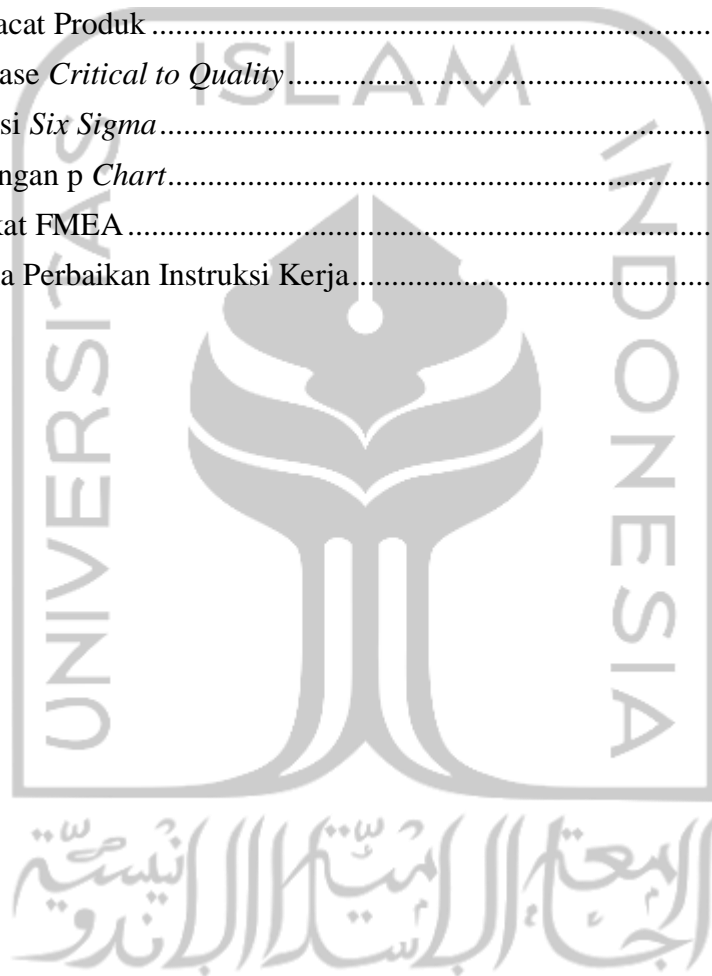 acat Produk ........................................................................................
ase Critical to Quality ......................................................................
si Six Sigma ......................................................................................
ngan p Chart .....................................................................................
kat FMEA ..........................................................................................
a Perbaikan Instruksi Kerja ..............................................................
ISLAM
UNIVERSITAS
INDONESIA